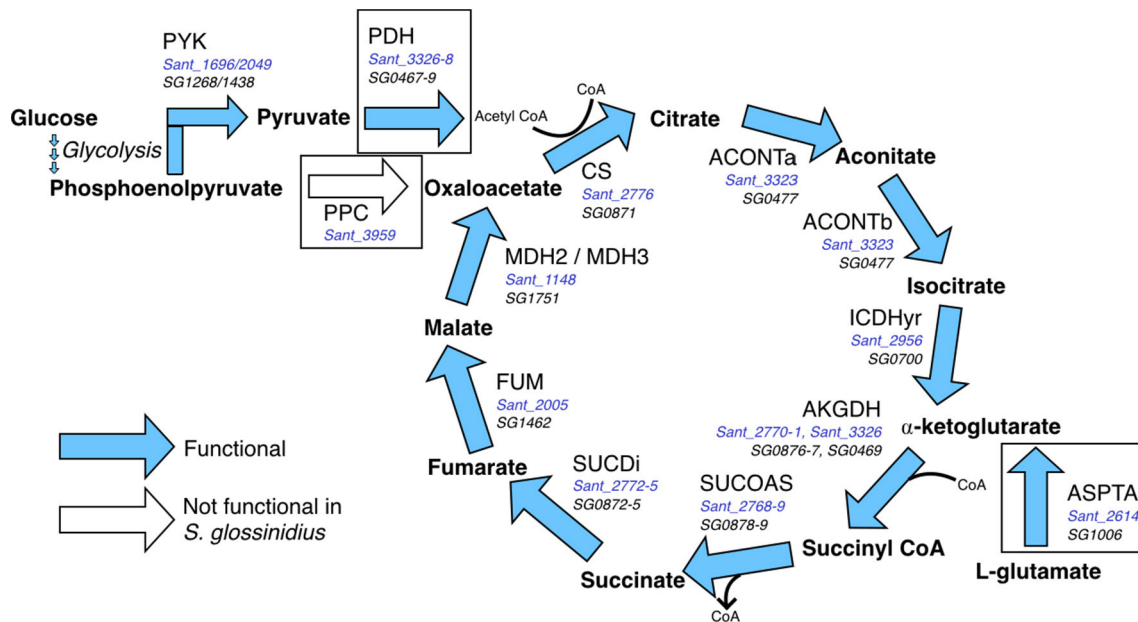 PYK
Sant_1696/2049
SG1268/1438
PDH
Sant_3326-8
SG0467-9
Glucose
Glycolysis
Phosphoenolpyruvate
Pyruvate
Acetyl CoA
CoA
PPC
Sant_3959
Oxaloacetate
CS
Sant_2776
SG0871
Citrate
ACONTa
Sant_3323
SG0477
Aconitate
ACONTb
Sant_3323
SG0477
Isocitrate
ICDHyr
Sant_2956
SG0700
α-ketoglutarate
AKGDH
Sant_2770-1, Sant_3326
SG0876-7, SG0469
CoA
ASPTA
Sant_2614
SG1006
L-glutamate
Succinyl CoA
SUCOAS
Sant_2768-9
SG0878-9
CoA
Succinate
SUCDi
Sant_2772-5
SG0872-5
Fumarate
FUM
Sant_2005
SG1462
Malate
MDH2 / MDH3
Sant_1148
SG1751
Functional
Not functional in
S. glossinidius